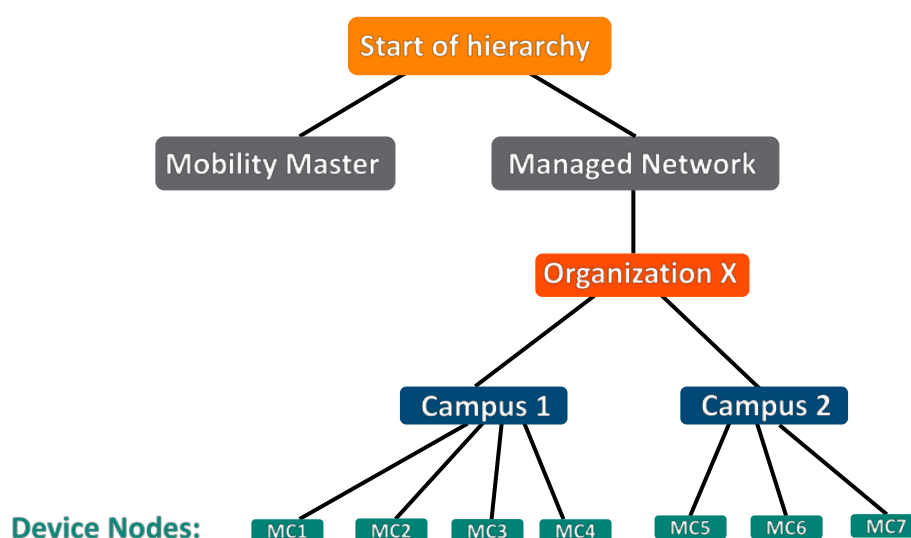 Start of hierarchy
Mobility Master
Managed Network
Organization X
Campus 1
Campus 2
Device Nodes:
MC1
MC2
MC3
MC4
MC5
MC6
MC7